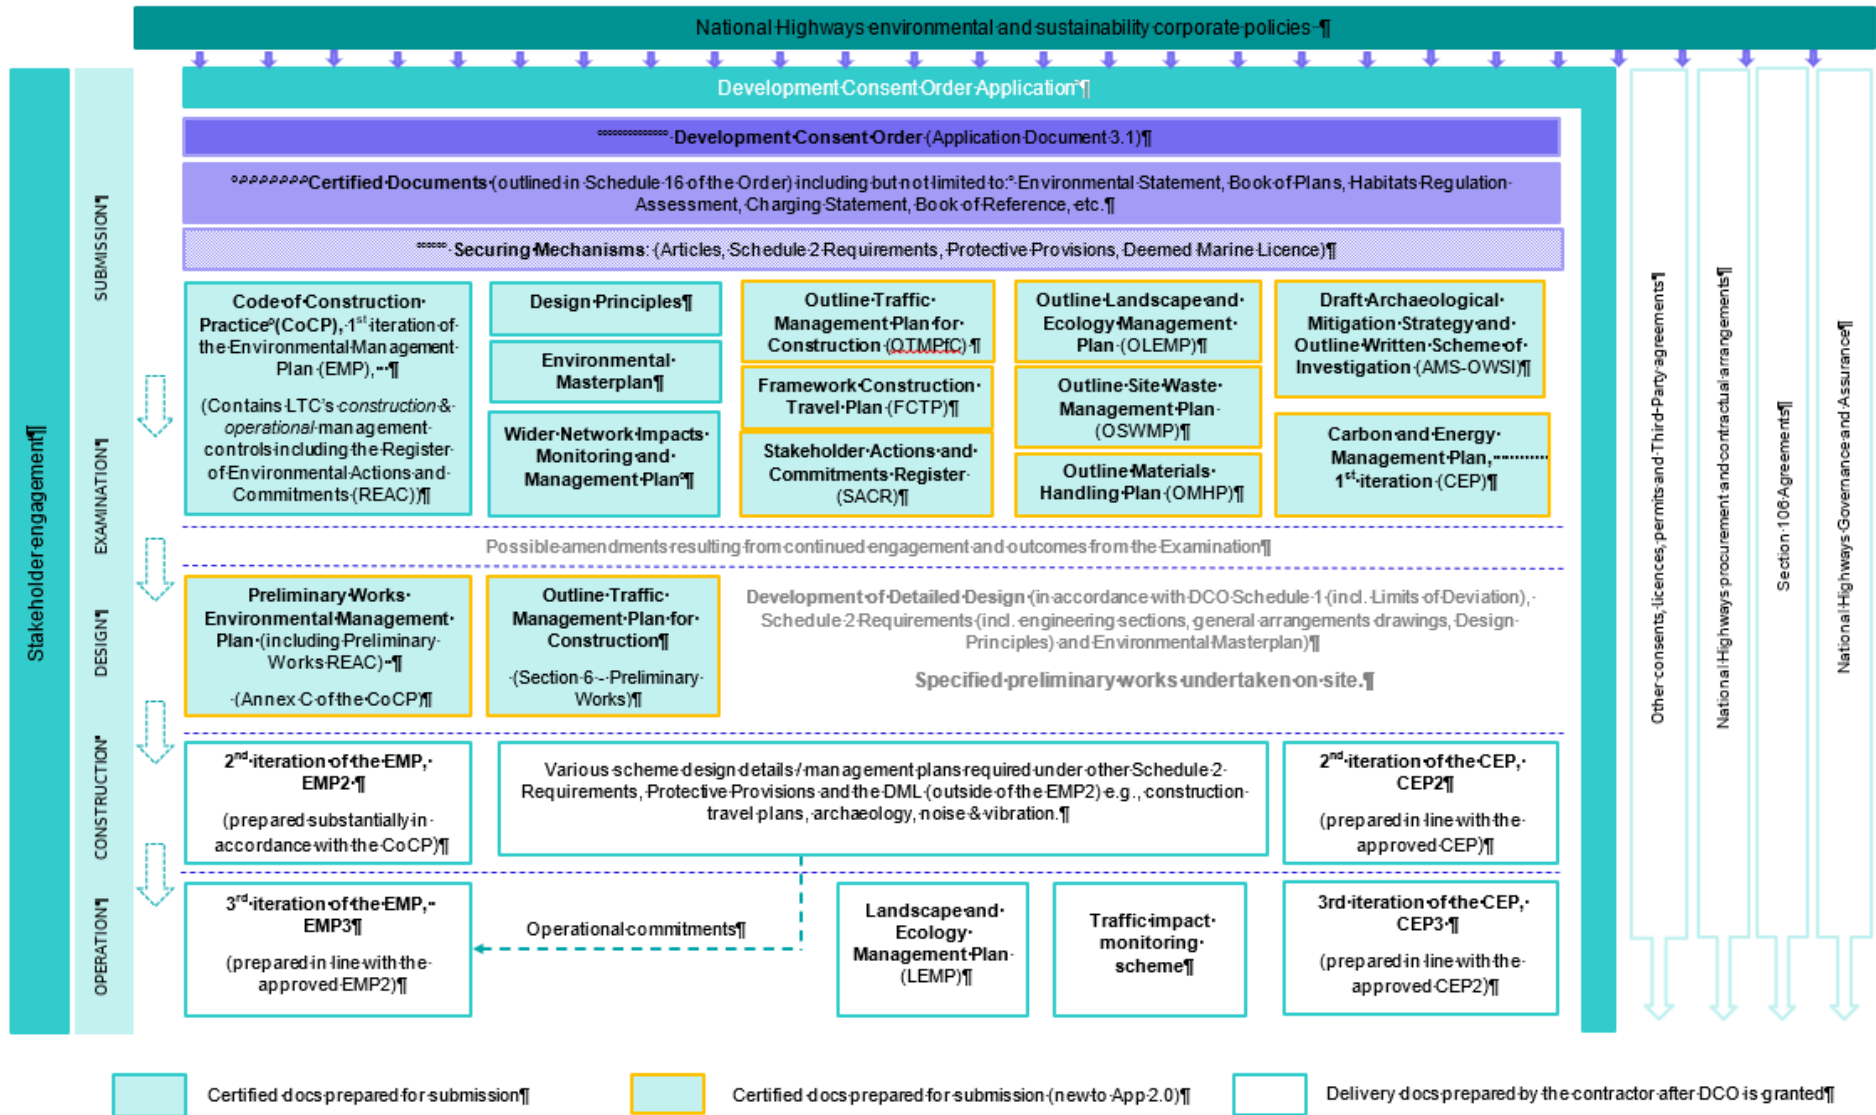 National Highways environmental and sustainability corporate policies ¶
Development Consent Order Application ¶
Development Consent Order (Application Document 3.1)¶
Certified Documents (outlined in Schedule 16 of the Order) including but not limited to: Environmental Statement, Book of Plans, Habitats Regulation
Assessment, Charging Statement, Book of Reference, etc.¶
Securing Mechanisms: (Articles, Schedule 2 Requirements, Protective Provisions, Deemed Marine Licence)¶
Stakeholder engagement¶
SUBMISSION¶
EXAMINATION¶
DESIGN¶
CONSTRUCTION¶
OPERATION¶
Code of Construction
Practice (CoCP), 1st iteration of
the Environmental Management
Plan (EMP), ¶
(Contains LTC's construction &
operational management
controls including the Register
of Environmental Actions and
Commitments (REAC))¶
Design Principles¶
Environmental
Masterplan¶
Wider Network Impacts
Monitoring and
Management Plan ¶
Outline Traffic
Management Plan for
Construction (OTMPfC) ¶
Framework Construction
Travel Plan (FCTP)¶
Stakeholder Actions and
Commitments Register
(SACR)¶
Outline Landscape and
Ecology Management
Plan (OLEMP)¶
Outline Site Waste
Management Plan
(OSWMP)¶
Outline Materials
Handling Plan (OMHP)¶
Draft Archaeological
Mitigation Strategy and
Outline Written Scheme of
Investigation (AMS-OWSI)¶
Carbon and Energy
Management Plan,
1st iteration (CEP)¶
Possible amendments resulting from continued engagement and outcomes from the Examination¶
Preliminary Works
Environmental Management
Plan (including Preliminary
Works REAC) ¶
(Annex C of the CoCP)¶
Outline Traffic
Management Plan for
Construction¶
(Section 6 - Preliminary
Works)¶
Development of Detailed Design (in accordance with DCO Schedule 1 (incl. Limits of Deviation),
Schedule 2 Requirements (incl. engineering sections, general arrangements drawings, Design
Principles) and Environmental Masterplan)¶
Specified preliminary works undertaken on site.¶
2nd iteration of the EMP,
EMP2 ¶
(prepared substantially in
accordance with the CoCP)¶
Various scheme design details / management plans required under other Schedule 2
Requirements, Protective Provisions and the DML (outside of the EMP2) e.g., construction
travel plans, archaeology, noise & vibration.¶
2nd iteration of the CEP,
CEP2¶
(prepared in line with the
approved CEP)¶
3rd iteration of the EMP,
EMP3¶
(prepared in line with the
approved EMP2)¶
Operational commitments¶
Landscape and
Ecology
Management Plan
(LEMP)¶
Traffic impact
monitoring
scheme¶
3rd iteration of the CEP,
CEP3 ¶
(prepared in line with the
approved CEP2)¶
Other consents, licences, permits and Third-Party agreements¶
National Highways procurement and contractual arrangements¶
Section 106 Agreements¶
National Highways Governance and Assurance¶
Certified docs prepared for submission¶
Certified docs prepared for submission (new to App 2.0)¶
Delivery docs prepared by the contractor after DCO is granted¶